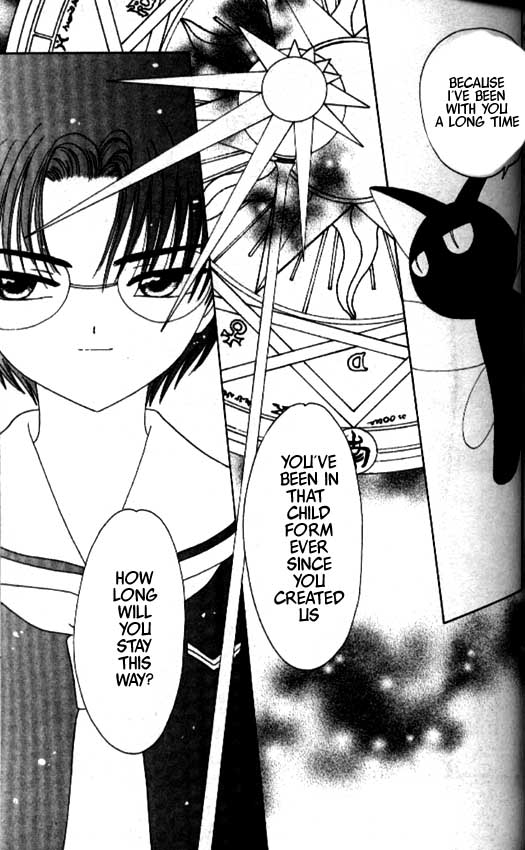 BECAUSE
I'VE BEEN
WITH YOU
A LONG TIME
YOU'VE
BEEN IN
THAT
CHILD
FORM
EVER
SINCE
YOU
CREATED
US
HOW
LONG
WILL
YOU
STAY
THIS
WAY?